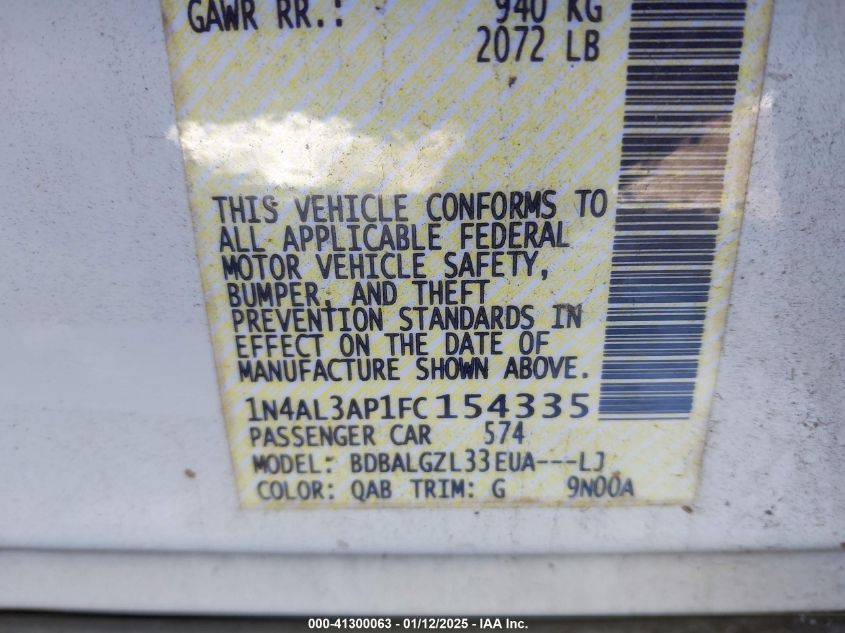 GAWR RR.: 940 KG
2072 LB
THIS VEHICLE CONFORMS TO
ALL APPLICABLE FEDERAL
MOTOR VEHICLE SAFETY,
BUMPER, AND THEFT
PREVENTION STANDARDS IN
EFFECT ON THE DATE OF
MANUFACTURE SHOWN ABOVE.
1N4AL3AP1FC154335
PASSENGER CAR 574
MODEL: BDBALGZL33EUA---LJ
COLOR: QAB TRIM: G 9N00A
000-41300063 - 01/12/2025 - IAA Inc.